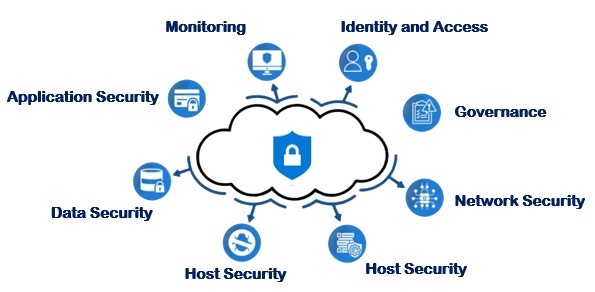 Monitoring
Identity and Access
Application Security
Governance
Data Security
Network Security
Host Security
Host Security